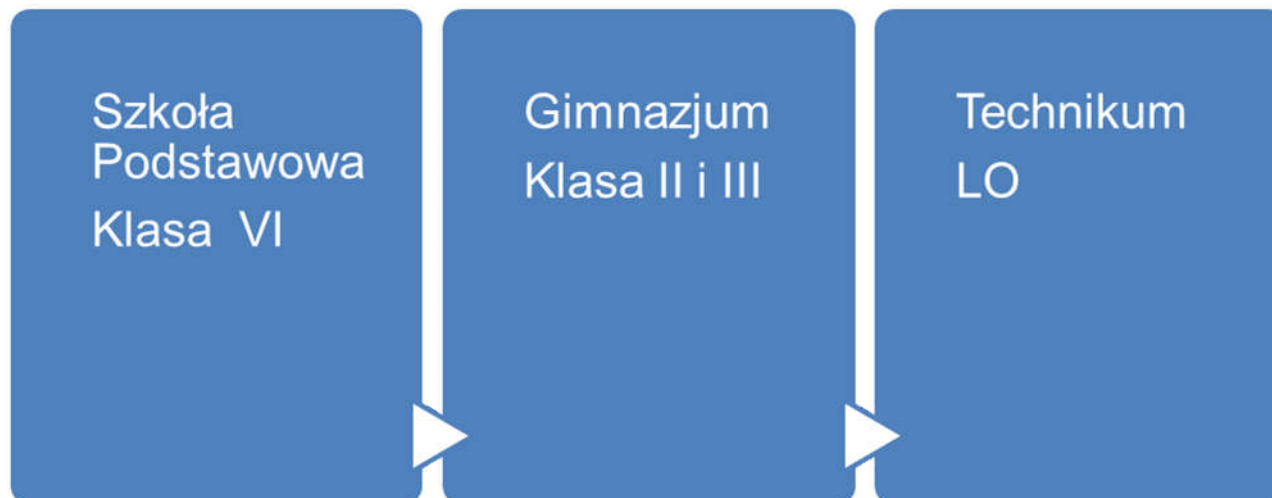 Szkoła
Podstawowa
Klasa VI
Gimnazjum
Klasa II i III
Technikum
LO